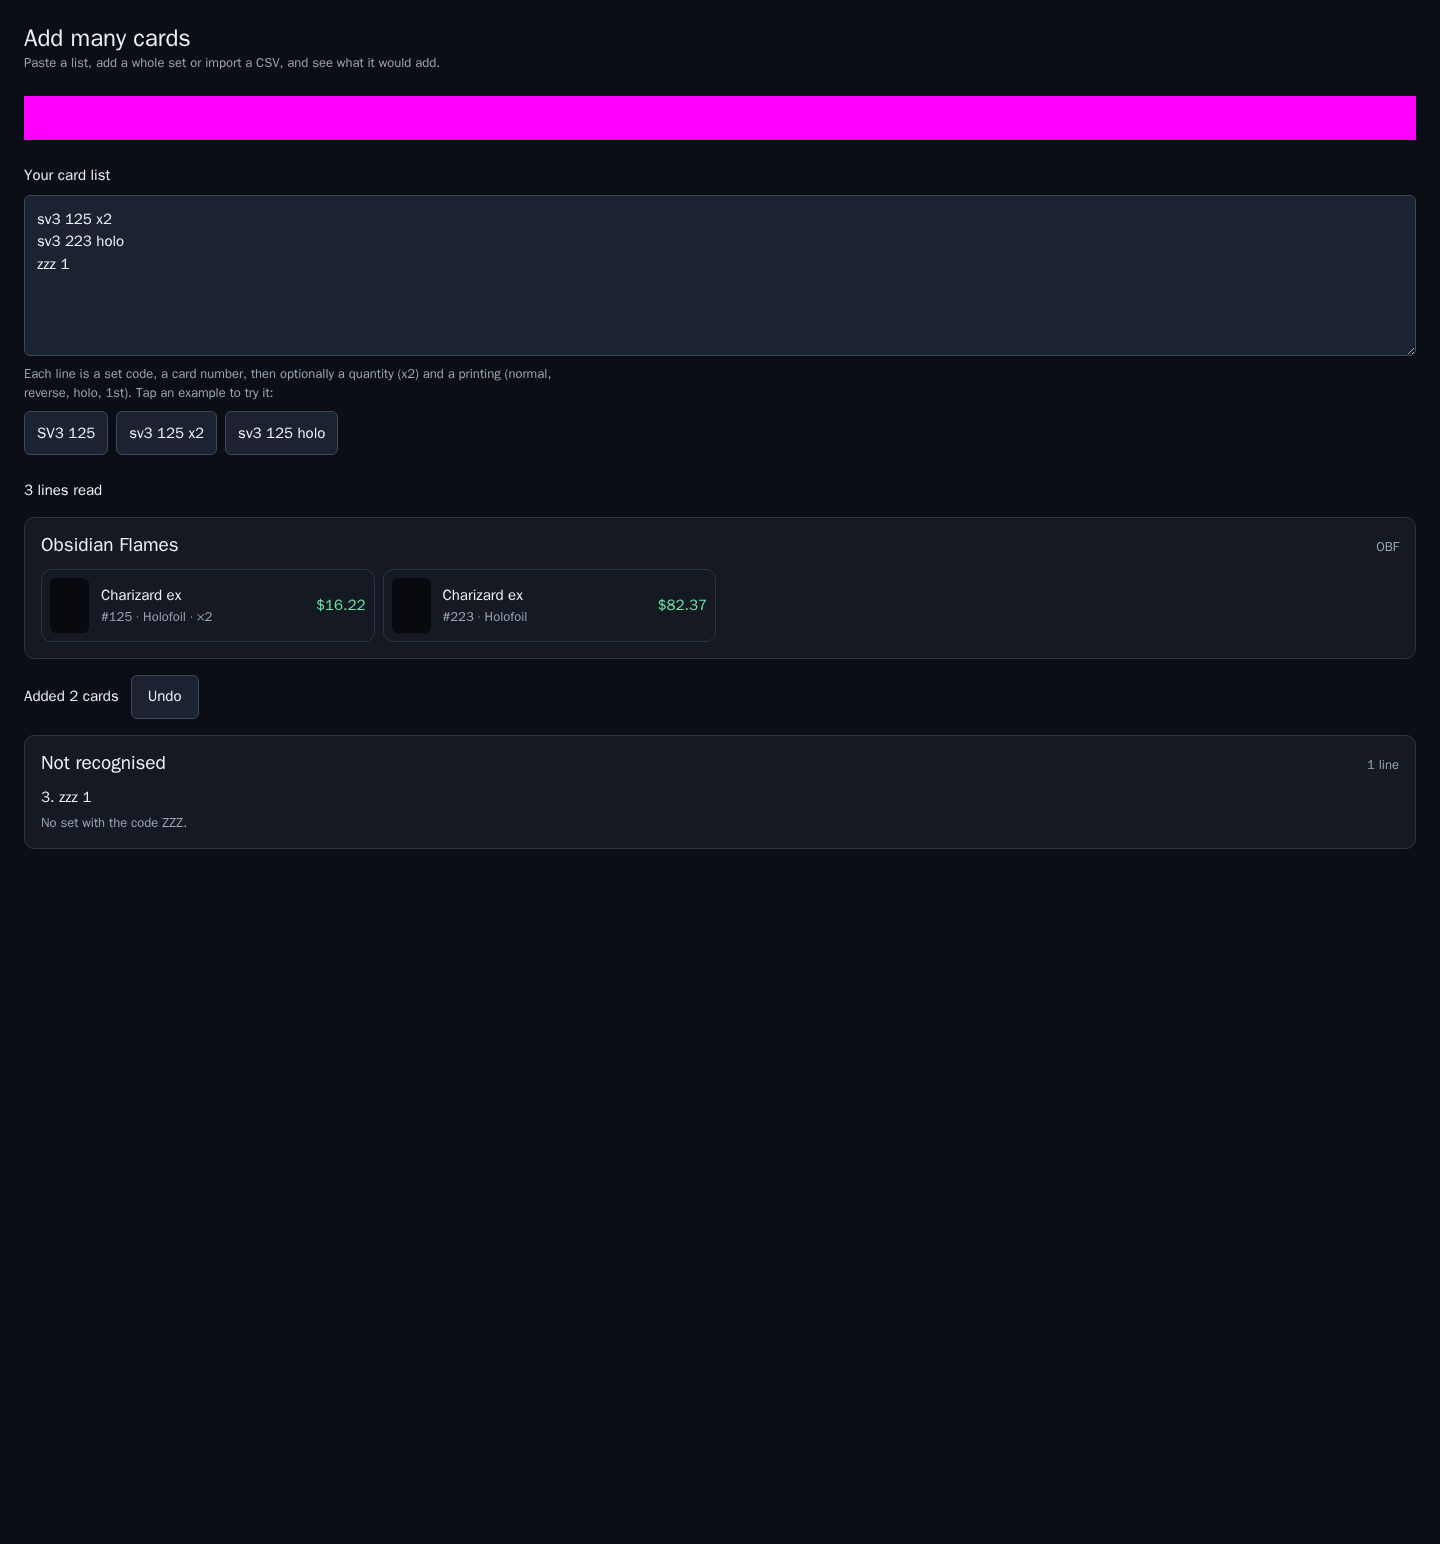 Add many cards
Paste a list, add a whole set or import a CSV, and see what it would add.
Your card list
sv3 125 x2
sv3 223 holo
zzz 1
Each line is a set code, a card number, then optionally a quantity (x2) and a printing (normal,
reverse, holo, 1st). Tap an example to try it:
SV3 125 sv3 125 x2 sv3 125 holo
3 lines read
Obsidian Flames OBF
Charizard ex
#125 · Holofoil · ×2
$16.22
Charizard ex
#223 · Holofoil
$82.37
Added 2 cards Undo
Not recognised 1 line
3. zzz 1
No set with the code ZZZ.